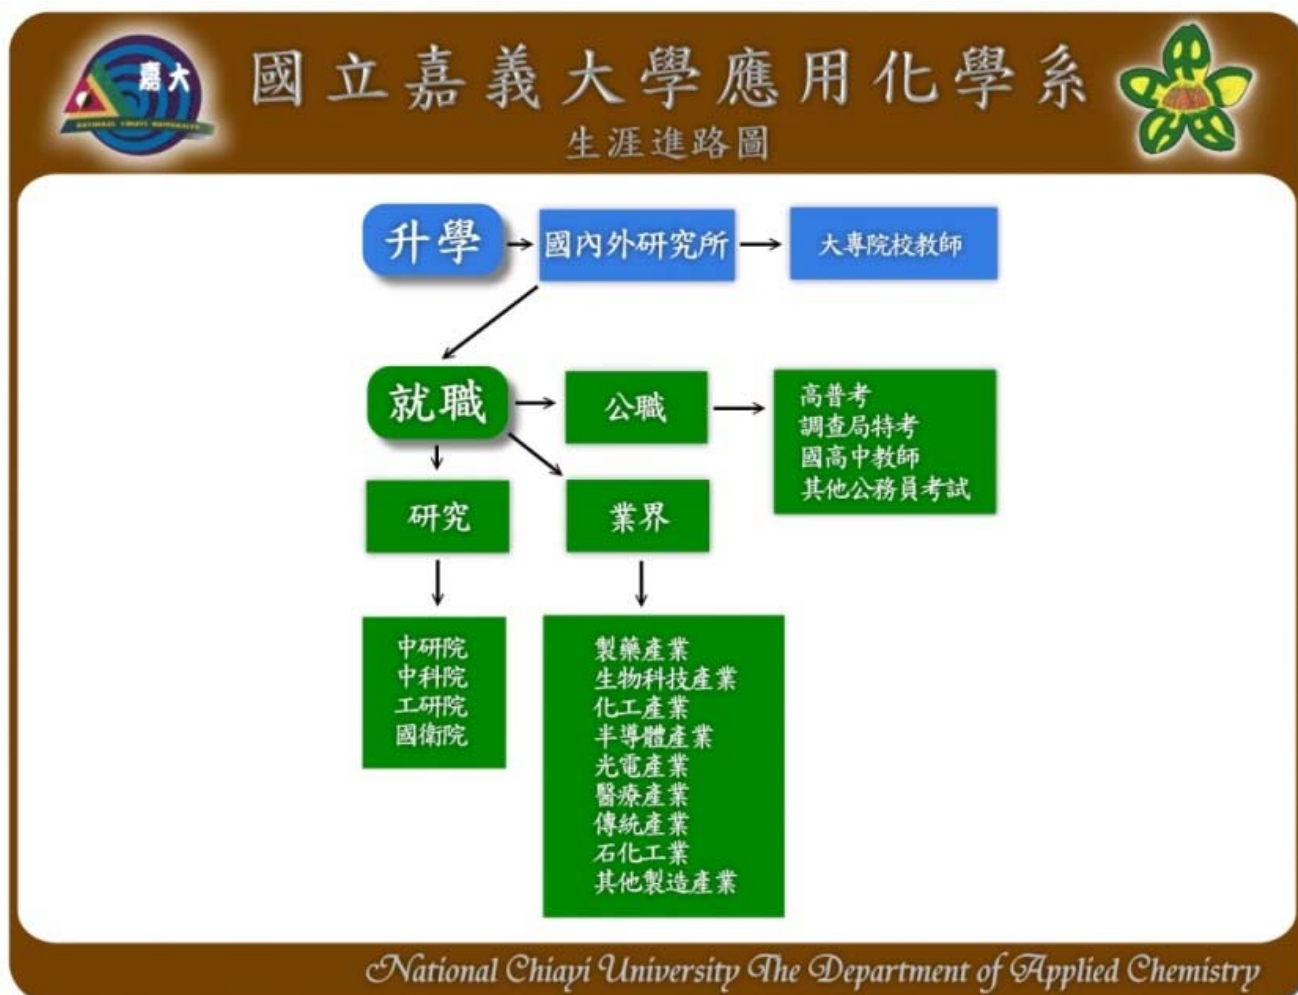 嘉大
NATIONAL CHIAYI UNIVERSITY
國立嘉義大學應用化學系
生涯進路圖
升學
國內外研究所
大專院校教師
就職
公職
高普考
調查局特考
國高中教師
其他公務員考試
研究
業界
中研院
中科院
工研院
國衛院
製藥產業
生物科技產業
化工產業
半導體產業
光電產業
醫療產業
傳統產業
石化工業
其他製造產業
National Chiayi University The Department of Applied Chemistry